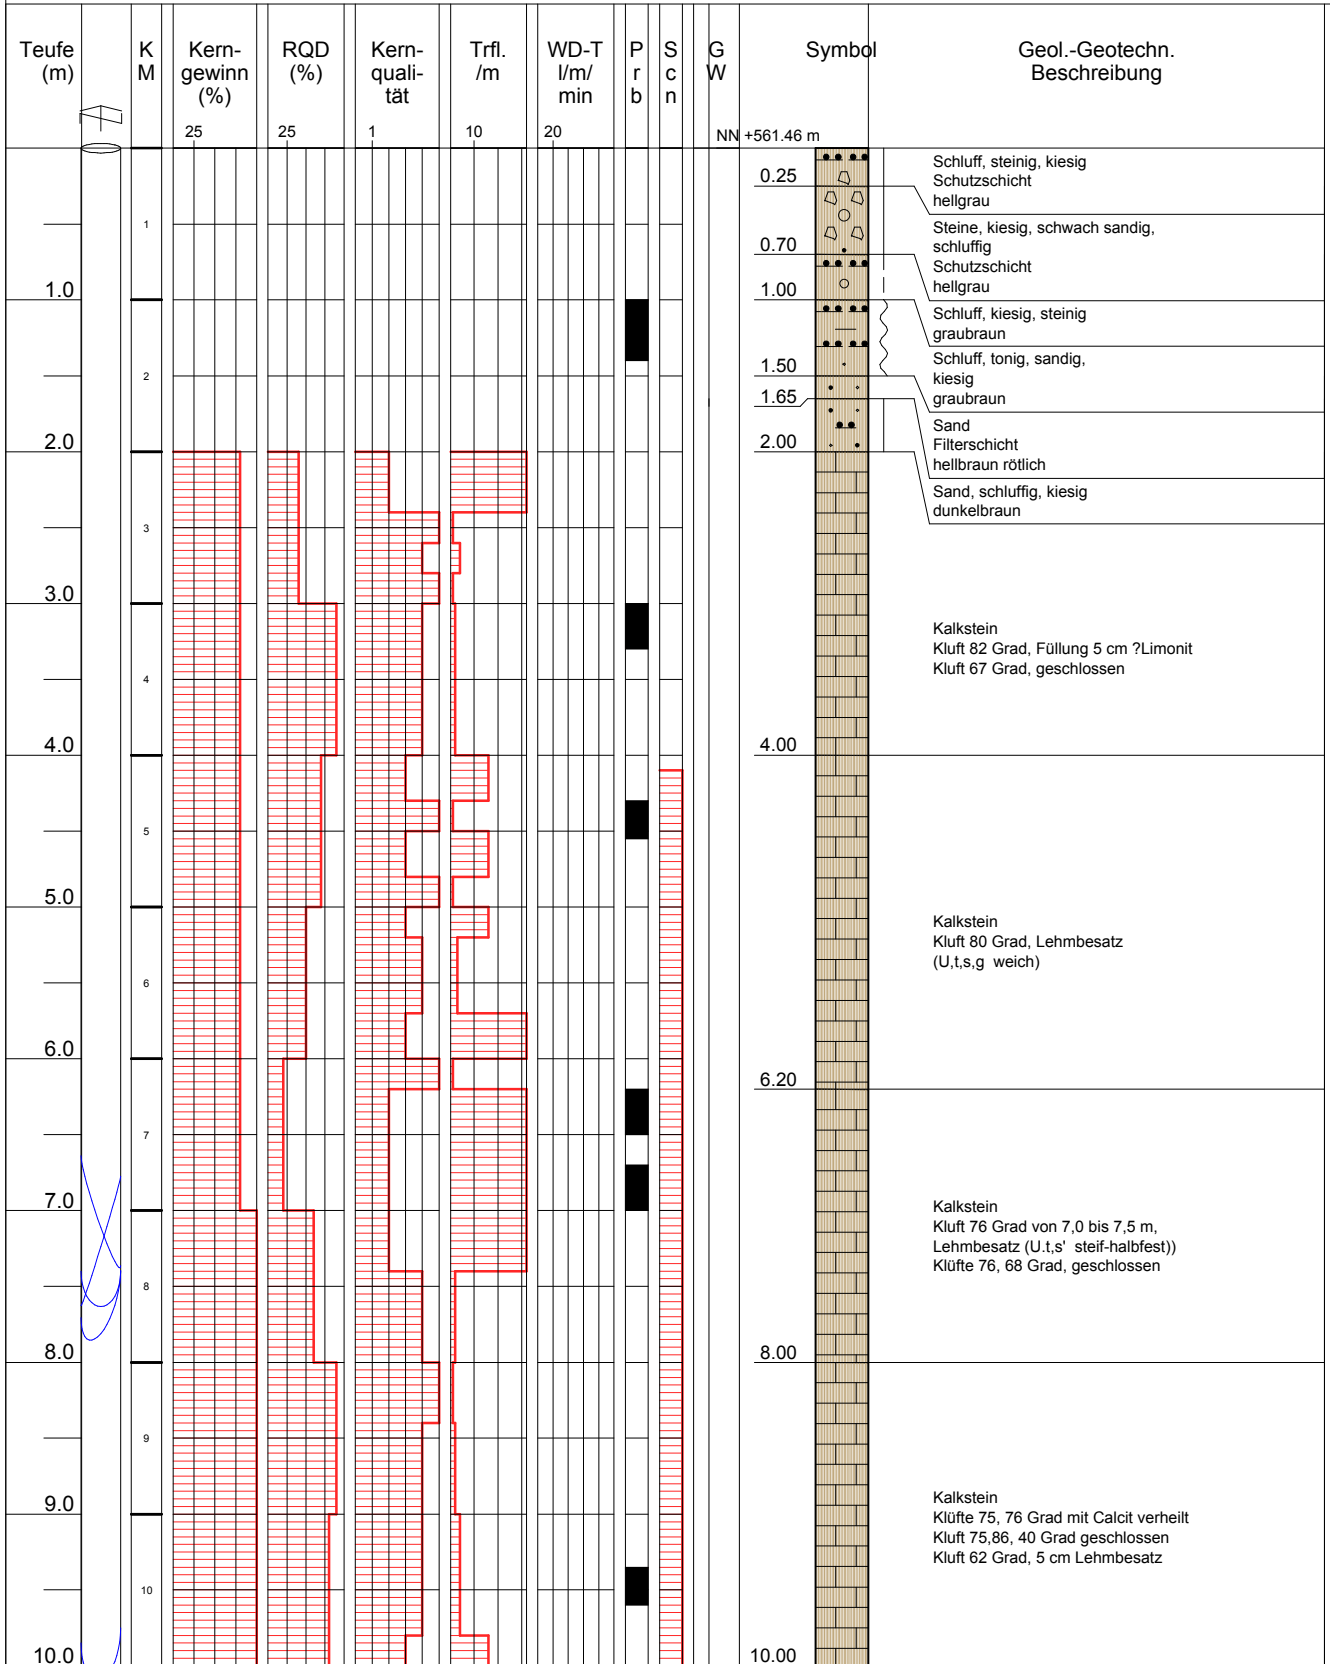 Teufe
(m)
K
M
Kern-
gewinn
(%)
25
RQD
(%)
25
Kern-
quali-
tät
1
Trfl.
/m
10
WD-T
l/m/
min
20
P
r
b
S
c
n
G
W
Symbol
Geol.-Geotechn.
Beschreibung
NN +561.46 m
0.25
Schluff, steinig, kiesig
Schutzschicht
hellgrau
0.70
Steine, kiesig, schwach sandig,
schluffig
Schutzschicht
hellgrau
1
1.0
1.00
Schluff, kiesig, steinig
graubraun
1.50
Schluff, tonig, sandig,
kiesig
graubraun
2
1.65
Sand
Filterschicht
hellbraun rötlich
2.0
2.00
Sand, schluffig, kiesig
dunkelbraun
3
3.0
Kalkstein
Kluft 82 Grad, Füllung 5 cm ?Limonit
Kluft 67 Grad, geschlossen
4
4.0
4.00
5
5.0
Kalkstein
Kluft 80 Grad, Lehmbesatz
(U,t,s,g weich)
6
6.0
6.20
7
7.0
Kalkstein
Kluft 76 Grad von 7,0 bis 7,5 m,
Lehmbesatz (U.t,s' steif-halbfest))
Klüfte 76, 68 Grad, geschlossen
8
8.0
8.00
9
9.0
Kalkstein
Klüfte 75, 76 Grad mit Calcit verheilt
Kluft 75,86, 40 Grad geschlossen
Kluft 62 Grad, 5 cm Lehmbesatz
10
10.0
10.00